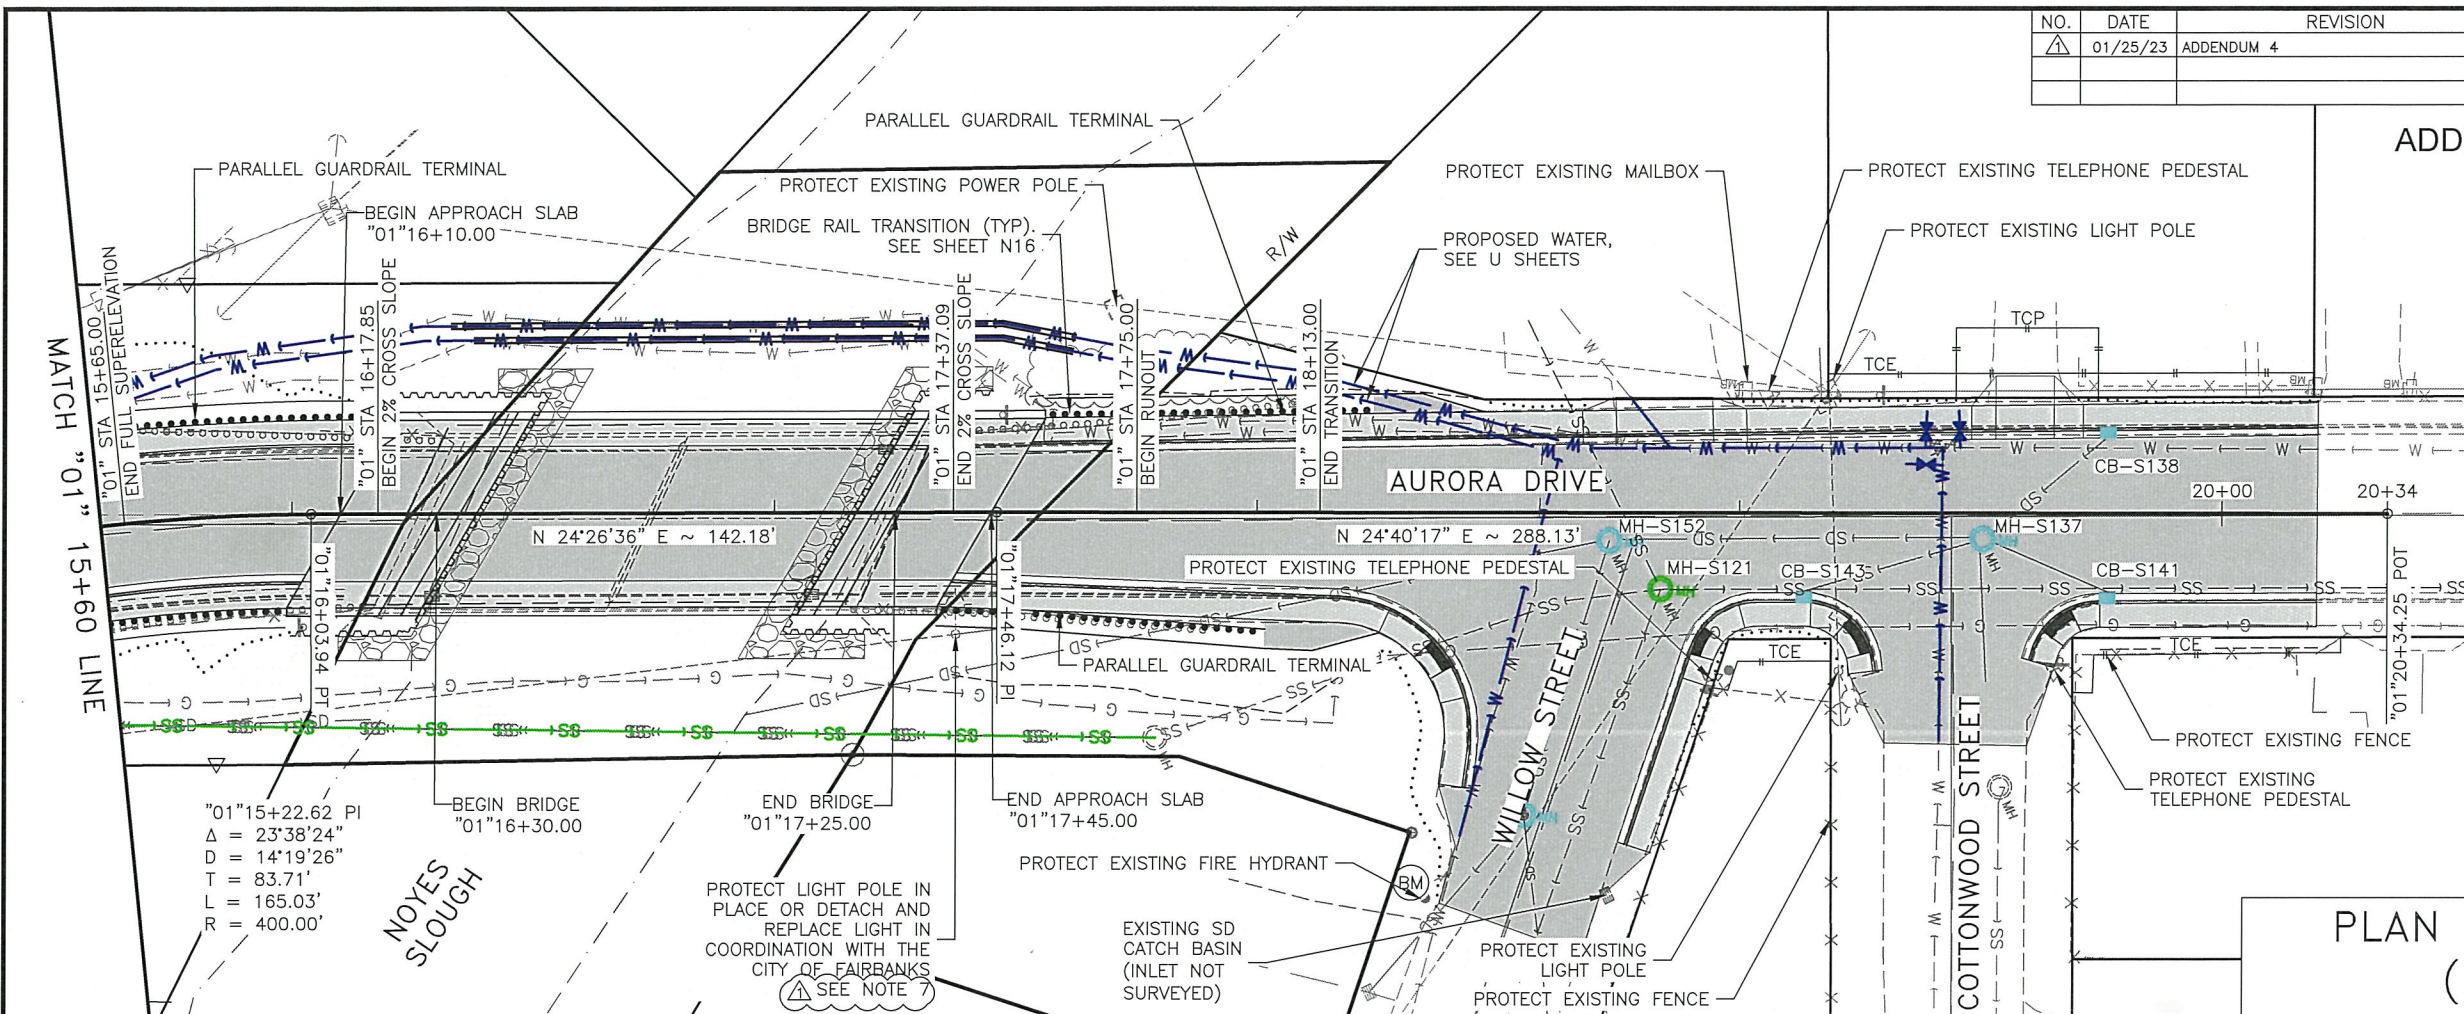 NO. DATE REVISION
1 01/25/23 ADDENDUM 4
ADD
PARALLEL GUARDRAIL TERMINAL
PARALLEL GUARDRAIL TERMINAL
PROTECT EXISTING POWER POLE
BEGIN APPROACH SLAB
"01"16+10.00
BRIDGE RAIL TRANSITION (TYP).
SEE SHEET N16
R/W
PROPOSED WATER,
SEE U SHEETS
PROTECT EXISTING MAILBOX
PROTECT EXISTING TELEPHONE PEDESTAL
PROTECT EXISTING LIGHT POLE
TCP
TCE
MATCH "01" 15+60 LINE
"01" STA 15+65.00
END FULL SUPERELEVATION
"01" STA 16+17.85
BEGIN 2% CROSS SLOPE
"01" STA 17+37.09
END 2% CROSS SLOPE
"01" STA 17+75.00
BEGIN RUNOUT
"01" STA 18+13.00
END TRANSITION
AURORA DRIVE
CB-S138
20+00
20+34
N 24°26'36" E ~ 142.18'
N 24°40'17" E ~ 288.13'
MH-S152
MH-S137
PROTECT EXISTING TELEPHONE PEDESTAL
MH-S121
CB-S143
CB-S141
"01"16+03.94 PT
"01"17+46.12 PI
"01"20+34.25 POT
PARALLEL GUARDRAIL TERMINAL
TCE
TCE
WILLOW STREET
COTTONWOOD STREET
PROTECT EXISTING FENCE
PROTECT EXISTING
TELEPHONE PEDESTAL
"01"15+22.62 PI
Δ = 23°38'24"
D = 14°19'26"
T = 83.71'
L = 165.03'
R = 400.00'
BEGIN BRIDGE
"01"16+30.00
END BRIDGE
"01"17+25.00
END APPROACH SLAB
"01"17+45.00
NOYES
SLOUGH
PROTECT EXISTING FIRE HYDRANT
BM
PROTECT LIGHT POLE IN
PLACE OR DETACH AND
REPLACE LIGHT IN
COORDINATION WITH THE
CITY OF FAIRBANKS
1 SEE NOTE 7
EXISTING SD
CATCH BASIN
(INLET NOT
SURVEYED)
PROTECT EXISTING
LIGHT POLE
PROTECT EXISTING FENCE
PLAN
(